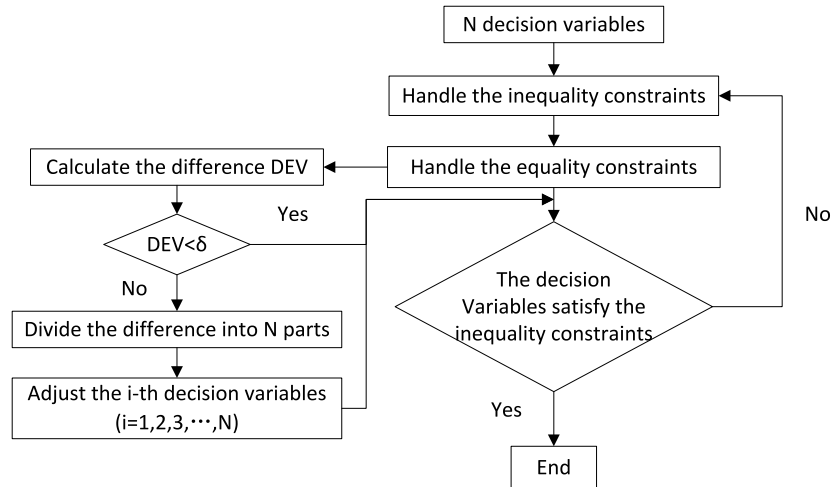 N decision variables
Handle the inequality constraints
Handle the equality constraints
Calculate the difference DEV
Yes
DEV<δ
No
Divide the difference into N parts
Adjust the i-th decision variables
(i=1,2,3,⋯,N)
The decision
Variables satisfy the
inequality constraints
No
Yes
End